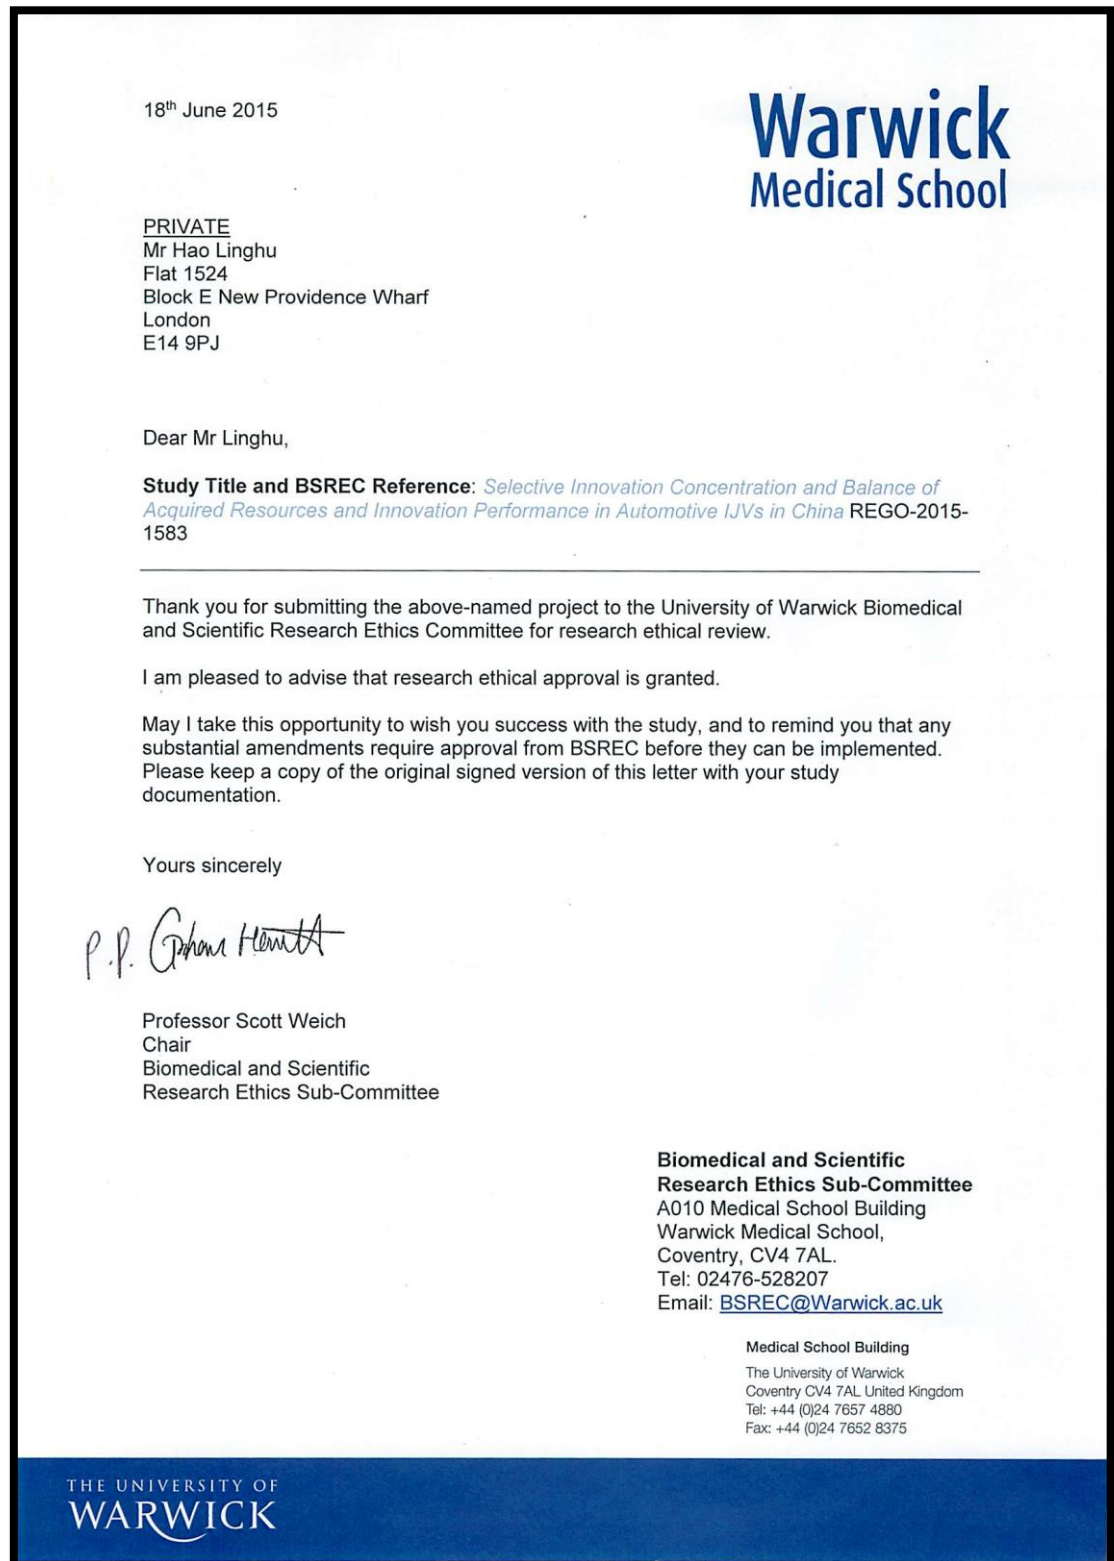 18th June 2015
Warwick
Medical School
PRIVATE
Mr Hao Linghu
Flat 1524
Block E New Providence Wharf
London
E14 9PJ
Dear Mr Linghu,
Study Title and BSREC Reference: Selective Innovation Concentration and Balance of
Acquired Resources and Innovation Performance in Automotive IJVs in China REGO-2015-
1583
Thank you for submitting the above-named project to the University of Warwick Biomedical
and Scientific Research Ethics Committee for research ethical review.
I am pleased to advise that research ethical approval is granted.
May I take this opportunity to wish you success with the study, and to remind you that any
substantial amendments require approval from BSREC before they can be implemented.
Please keep a copy of the original signed version of this letter with your study
documentation.
Yours sincerely
P.P.
Professor Scott Weich
Chair
Biomedical and Scientific
Research Ethics Sub-Committee
Biomedical and Scientific
Research Ethics Sub-Committee
A010 Medical School Building
Warwick Medical School,
Coventry, CV4 7AL.
Tel: 02476-528207
Email: BSREC@Warwick.ac.uk
Medical School Building
The University of Warwick
Coventry CV4 7AL United Kingdom
Tel: +44 (0)24 7657 4880
Fax: +44 (0)24 7652 8375
THE UNIVERSITY OF
WARWICK